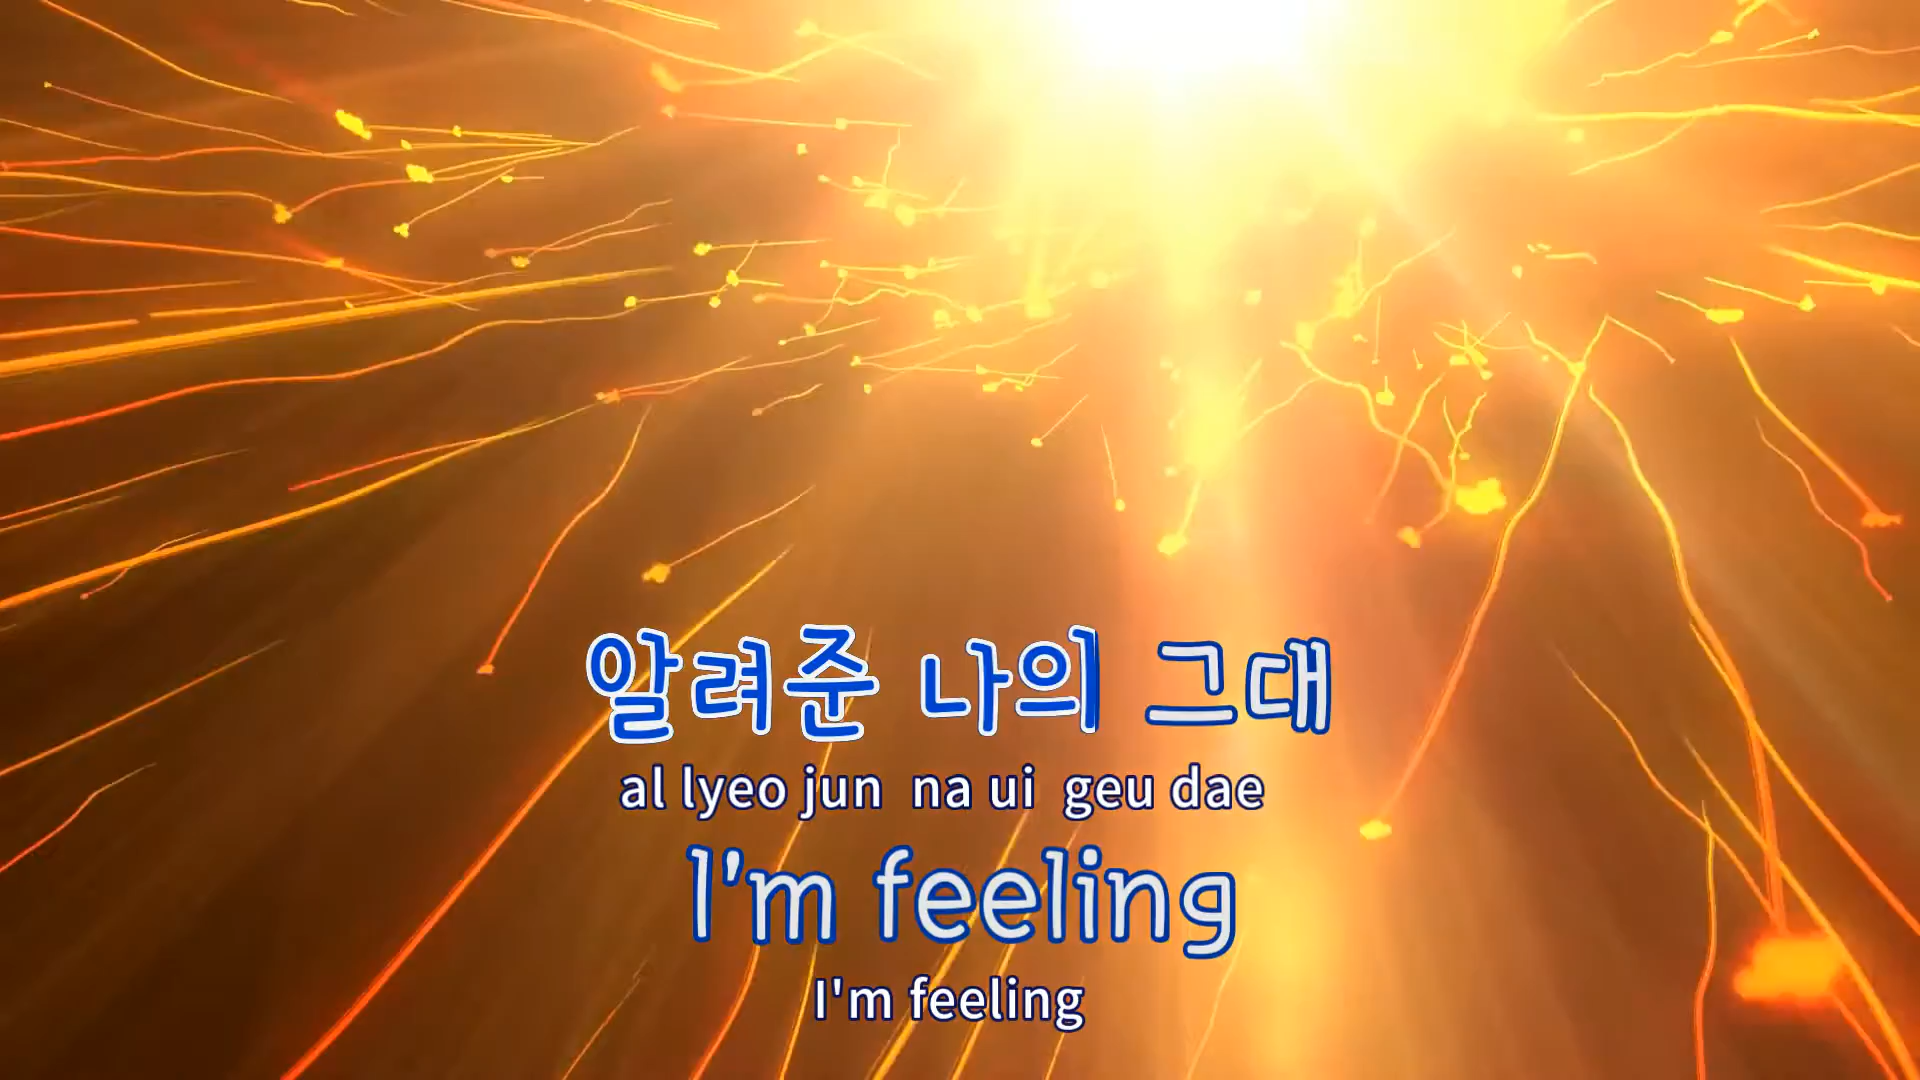 알려준 나의 그대
al lyeo jun na ui geu dae
I'm feeling
I'm feeling